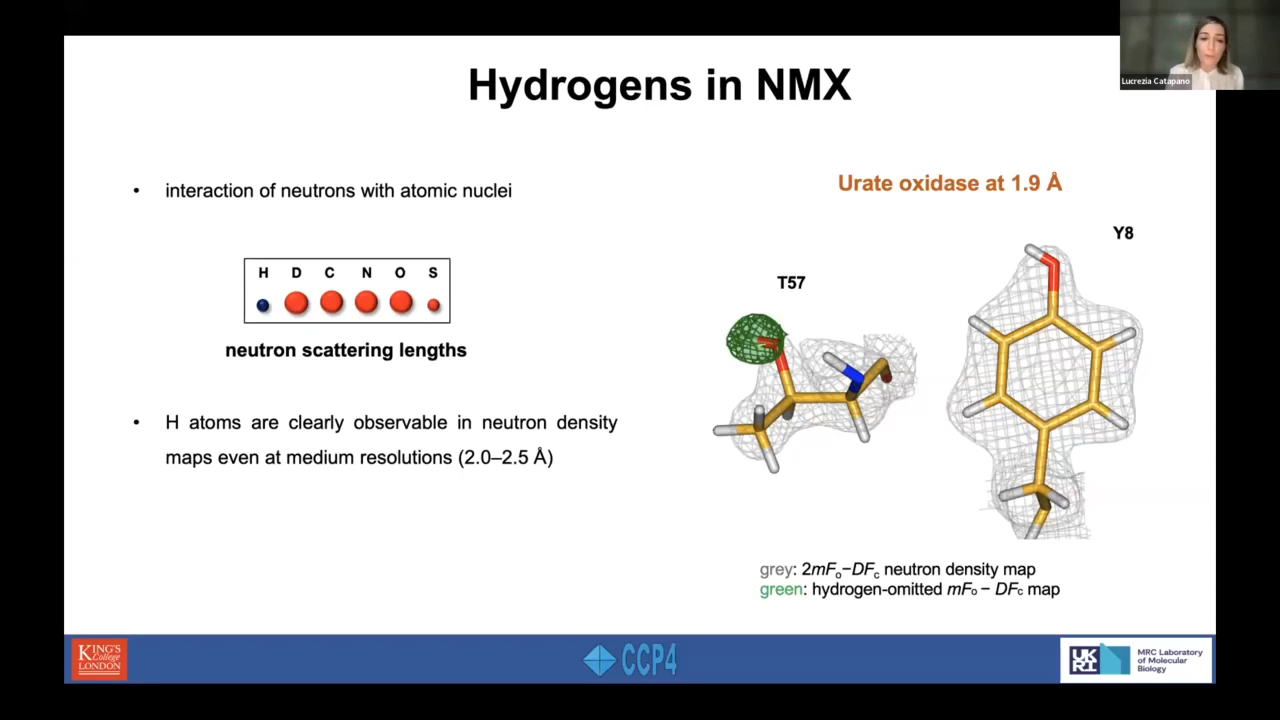 Hydrogens in NMX
Lucrezia Catapano
• interaction of neutrons with atomic nuclei
H D C N O S
neutron scattering lengths
• H atoms are clearly observable in neutron density
maps even at medium resolutions (2.0–2.5 Å)
Urate oxidase at 1.9 Å
Y8
T57
grey: 2mFo−DFc neutron density map
green: hydrogen-omitted mFo − DFc map
KING'S
College
LONDON
CCP4
UKRI
MRC Laboratory
of Molecular
Biology